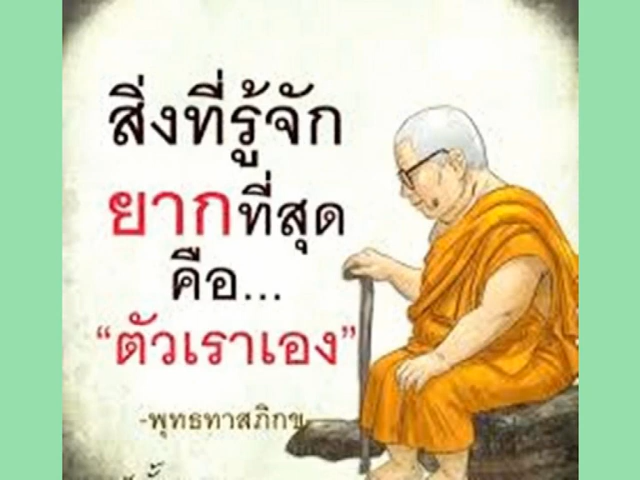 สิ่งที่รู้จัก
ยากที่สุด
คือ...
“ตัวเราเอง”
-พุทธทาสภิกขุ